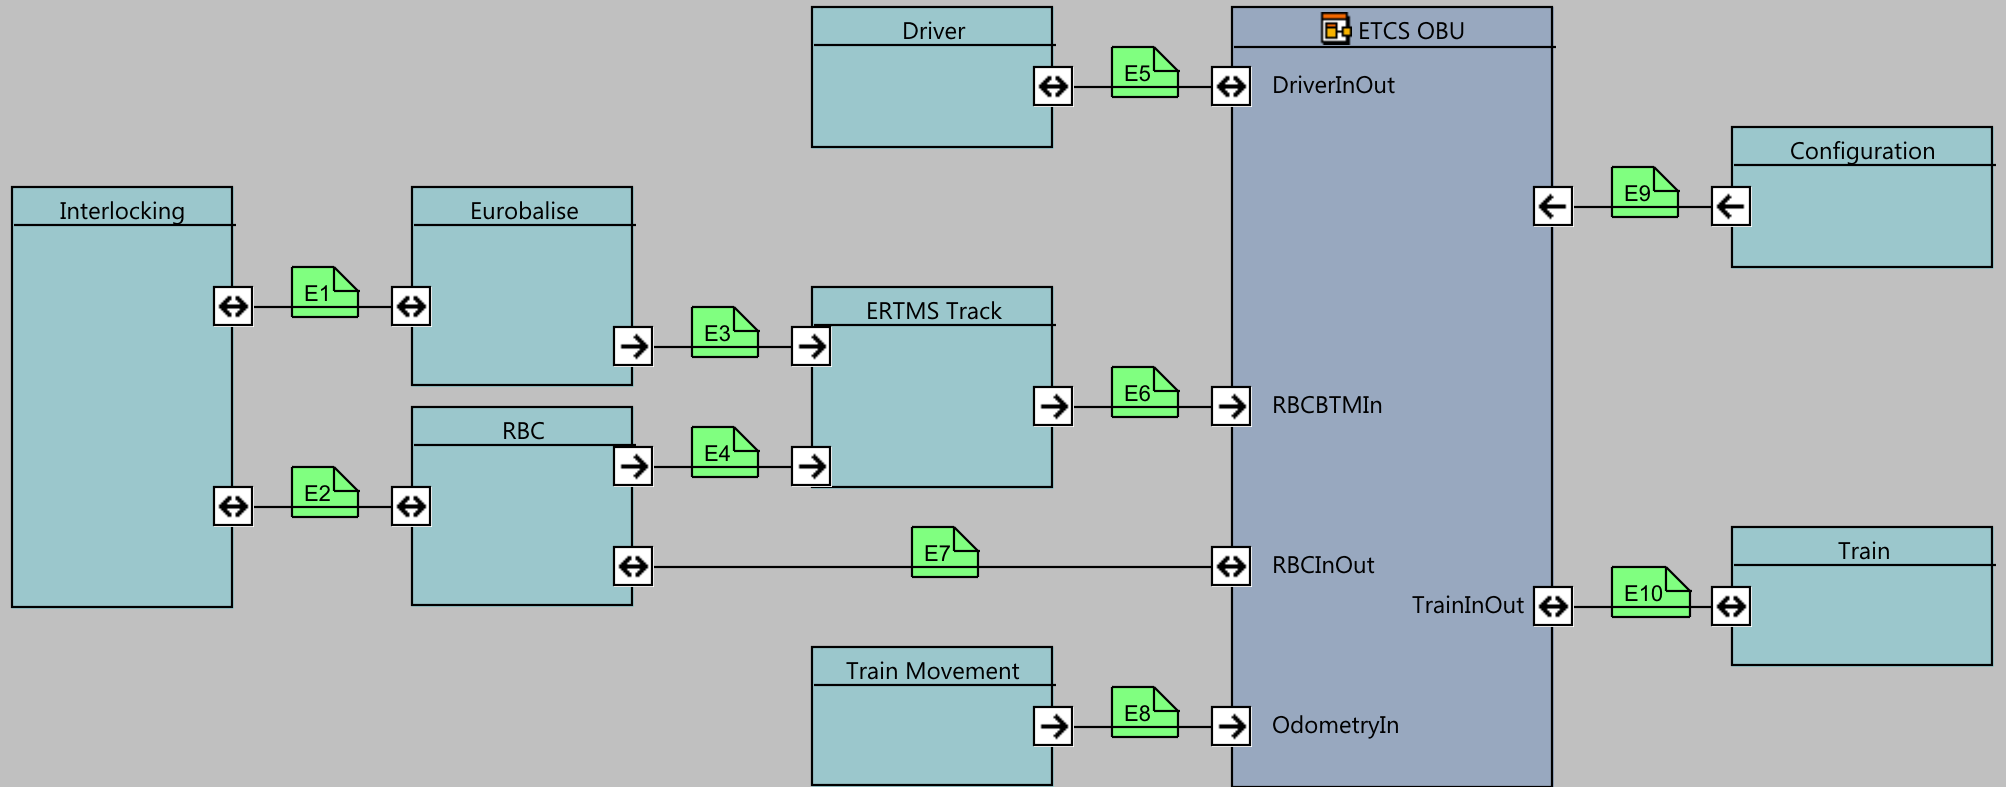 Driver
E5
ETCS OBU
DriverInOut
Configuration
E9
Interlocking
E1
Eurobalise
E3
ERTMS Track
E6
RBCBTMIn
RBC
E4
E2
E7
RBCInOut
TrainInOut
E10
Train
Train Movement
E8
OdometryIn